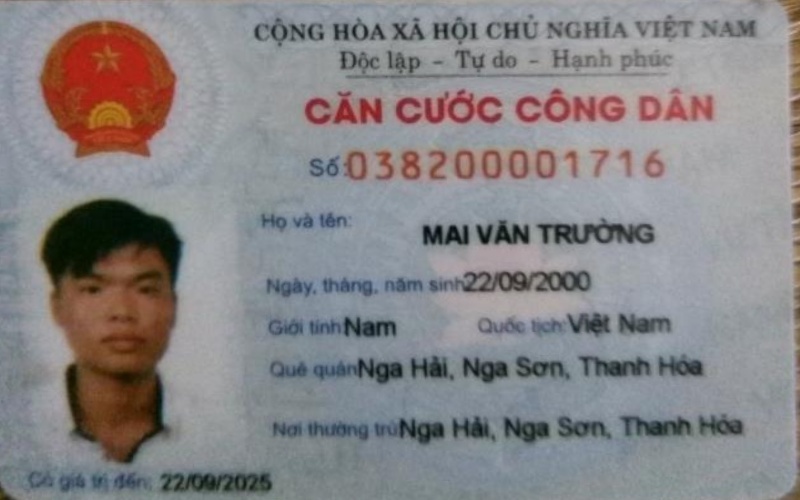 CỘNG HÒA XÃ HỘI CHỦ NGHĨA VIỆT NAM
Độc lập - Tự do - Hạnh phúc
CĂN CƯỚC CÔNG DÂN
Số: 038200001716
Họ và tên:
MAI VĂN TRƯỜNG
Ngày, tháng, năm sinh: 22/09/2000
Giới tính: Nam Quốc tịch: Việt Nam
Quê quán: Nga Hải, Nga Sơn, Thanh Hóa
Nơi thường trú: Nga Hải, Nga Sơn, Thanh Hóa
Có giá trị đến: 22/09/2025